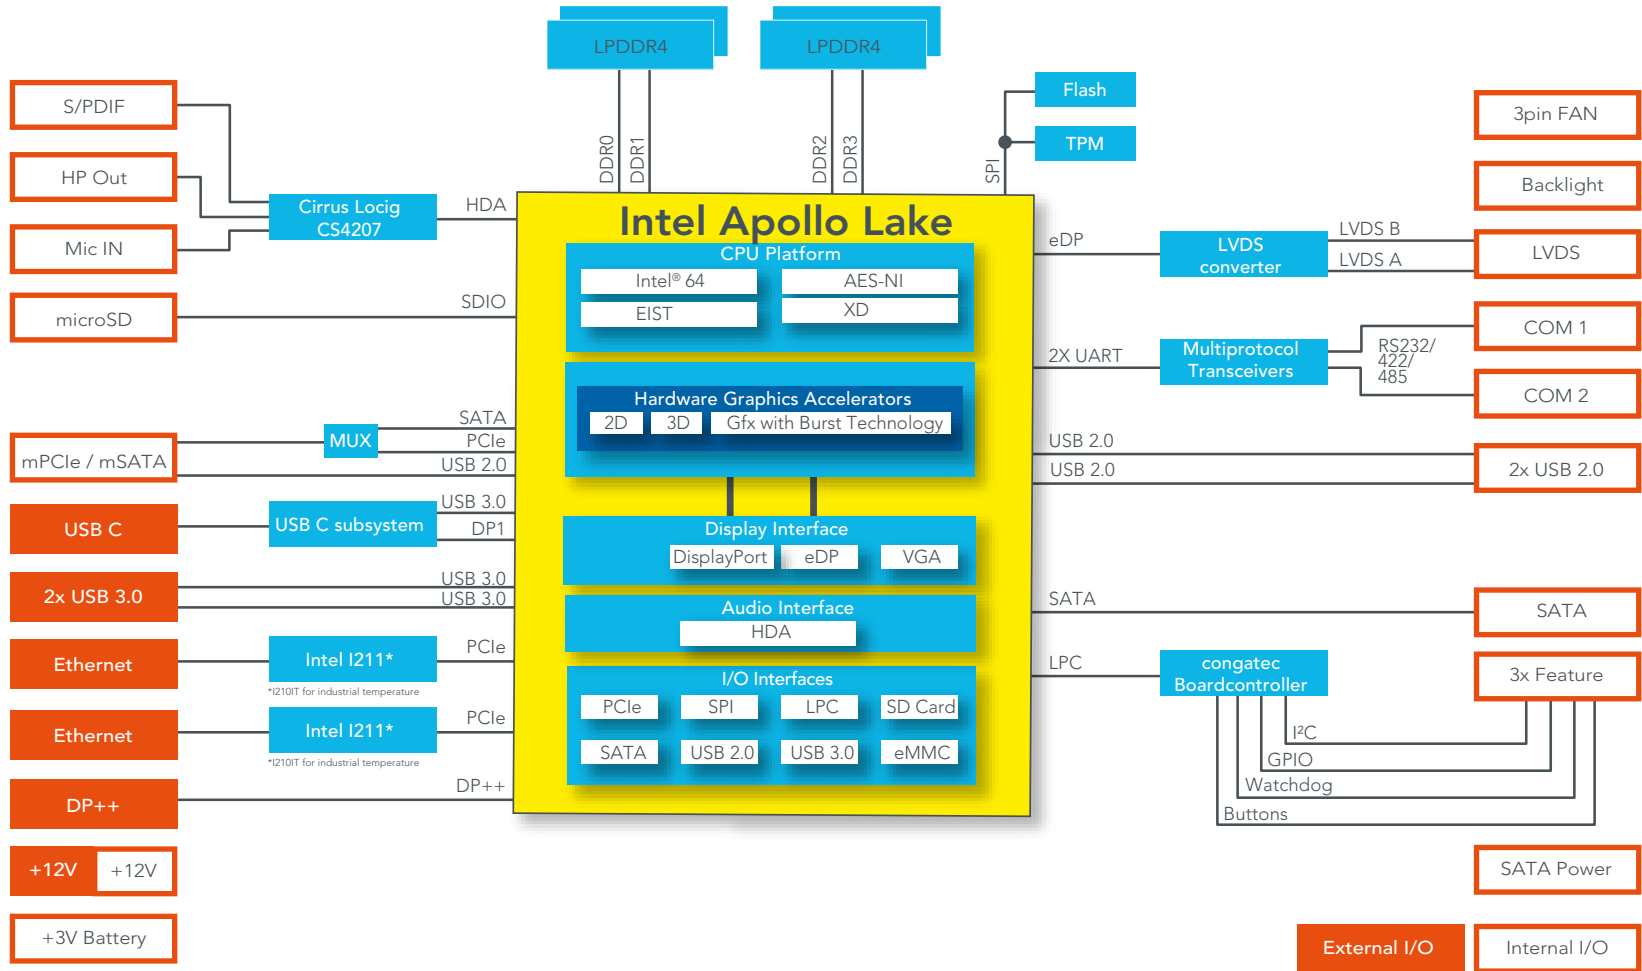 LPDDR4
LPDDR4
DDR0
DDR1
DDR2
DDR3
SPI
Flash
TPM
S/PDIF
HP Out
Mic IN
microSD
mPCIe / mSATA
USB C
2x USB 3.0
Ethernet
Ethernet
DP++
+12V
+12V
+3V Battery
Cirrus Locig
CS4207
HDA
SDIO
MUX
SATA
PCIe
USB 2.0
USB C subsystem
USB 3.0
DP1
USB 3.0
USB 3.0
Intel I211*
PCIe
*I210IT for industrial temperature
Intel I211*
PCIe
*I210IT for industrial temperature
DP++
Intel Apollo Lake
CPU Platform
Intel® 64
AES-NI
EIST
XD
Hardware Graphics Accelerators
2D
3D
Gfx with Burst Technology
Display Interface
DisplayPort
eDP
VGA
Audio Interface
HDA
I/O Interfaces
PCIe
SPI
LPC
SD Card
SATA
USB 2.0
USB 3.0
eMMC
eDP
LVDS
converter
LVDS B
LVDS A
2X UART
Multiprotocol
Transceivers
RS232/
422/
485
USB 2.0
USB 2.0
SATA
LPC
congatec
Boardcontroller
I²C
GPIO
Watchdog
Buttons
3pin FAN
Backlight
LVDS
COM 1
COM 2
2x USB 2.0
SATA
3x Feature
SATA Power
External I/O
Internal I/O